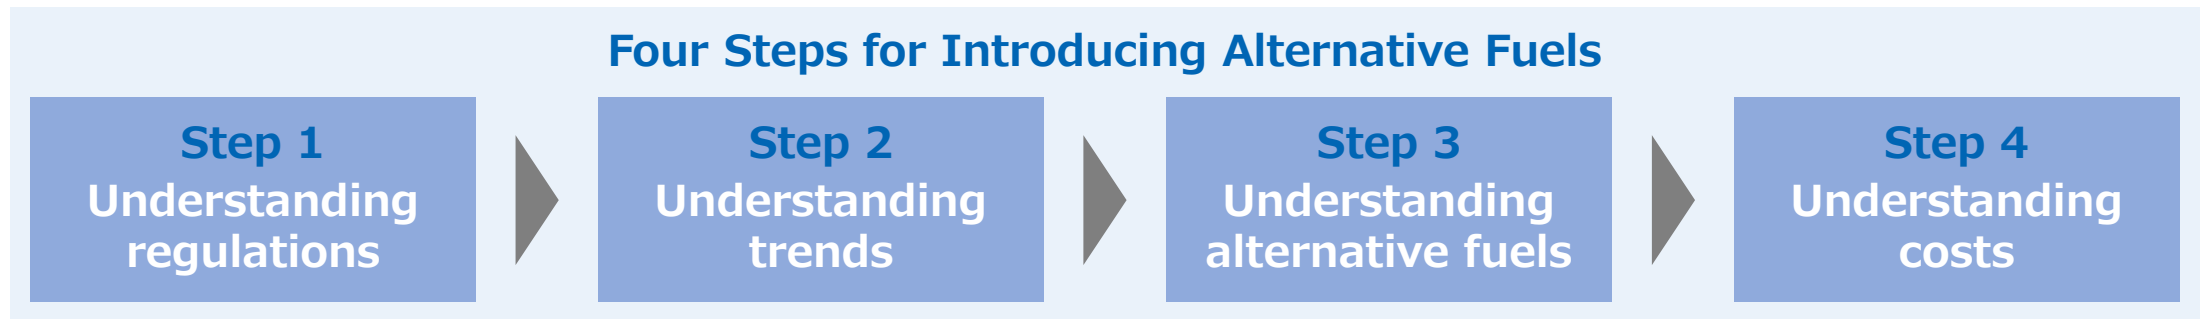 Four Steps for Introducing Alternative Fuels
Step 1
Understanding
regulations
Step 2
Understanding
trends
Step 3
Understanding
alternative fuels
Step 4
Understanding
costs